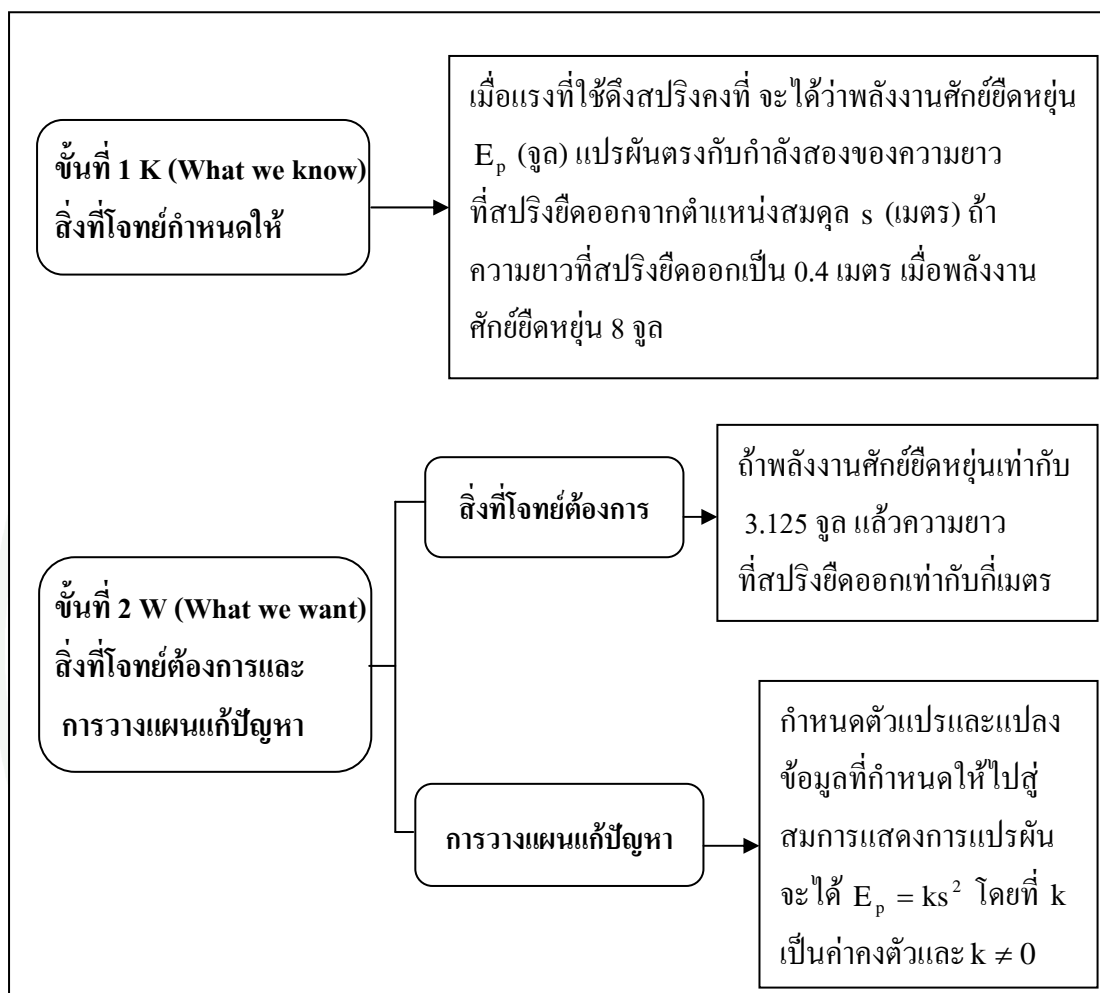 ขั้นที่ 1 K (What we know)
สิ่งที่โจทย์กำหนดให้
เมื่อแรงที่ใช้ดึงสปริงคงที่ จะได้ว่าพลังงานศักย์ยืดหยุ่น
E_p (จูล) แปรผันตรงกับกำลังสองของความยาว
ที่สปริงยืดออกจากตำแหน่งสมดุล s (เมตร) ถ้า
ความยาวที่สปริงยืดออกเป็น 0.4 เมตร เมื่อพลังงาน
ศักย์ยืดหยุ่น 8 จูล
ขั้นที่ 2 W (What we want)
สิ่งที่โจทย์ต้องการและ
การวางแผนแก้ปัญหา
สิ่งที่โจทย์ต้องการ
ถ้าพลังงานศักย์ยืดหยุ่นเท่ากับ
3.125 จูล แล้วความยาว
ที่สปริงยืดออกเท่ากับกี่เมตร
การวางแผนแก้ปัญหา
กำหนดตัวแปรและแปลง
ข้อมูลที่กำหนดให้ไปสู่
สมการแสดงการแปรผัน
จะได้ E_p = ks² โดยที่ k
เป็นค่าคงตัวและ k ≠ 0